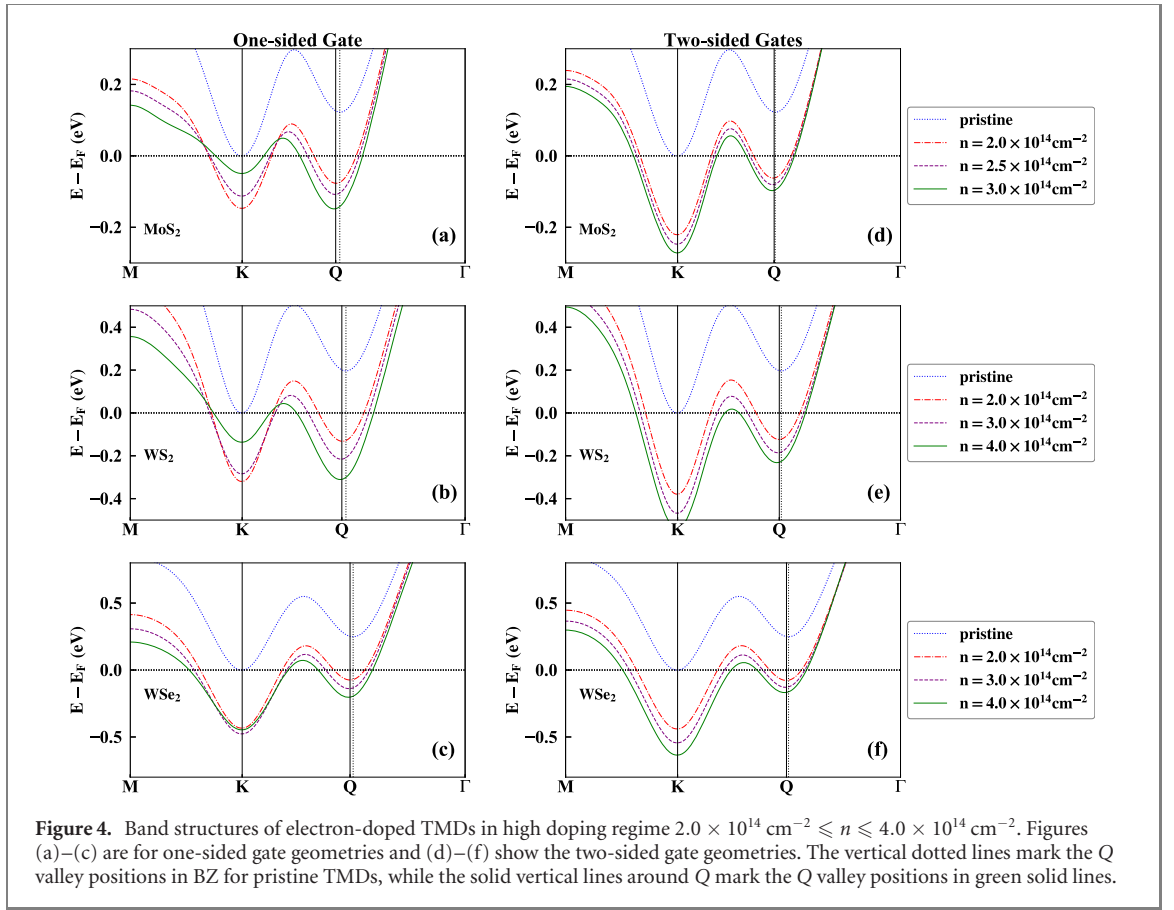 One-sided Gate
Two-sided Gates
E − E_F (eV)
0.2
0.0
−0.2
MoS₂
(a)
M K Q Γ
E − E_F (eV)
0.2
0.0
−0.2
MoS₂
(d)
M K Q Γ
pristine
n = 2.0 × 10¹⁴cm⁻²
n = 2.5 × 10¹⁴cm⁻²
n = 3.0 × 10¹⁴cm⁻²
E − E_F (eV)
0.4
0.2
0.0
−0.2
−0.4
WS₂
(b)
M K Q Γ
E − E_F (eV)
0.4
0.2
0.0
−0.2
−0.4
WS₂
(e)
M K Q Γ
pristine
n = 2.0 × 10¹⁴cm⁻²
n = 3.0 × 10¹⁴cm⁻²
n = 4.0 × 10¹⁴cm⁻²
E − E_F (eV)
0.5
0.0
−0.5
WSe₂
(c)
M K Q Γ
E − E_F (eV)
0.5
0.0
−0.5
WSe₂
(f)
M K Q Γ
pristine
n = 2.0 × 10¹⁴cm⁻²
n = 3.0 × 10¹⁴cm⁻²
n = 4.0 × 10¹⁴cm⁻²
Figure 4. Band structures of electron-doped TMDs in high doping regime 2.0 × 10¹⁴ cm⁻² ⩽ n ⩽ 4.0 × 10¹⁴ cm⁻². Figures
(a)–(c) are for one-sided gate geometries and (d)–(f) show the two-sided gate geometries. The vertical dotted lines mark the Q
valley positions in BZ for pristine TMDs, while the solid vertical lines around Q mark the Q valley positions in green solid lines.